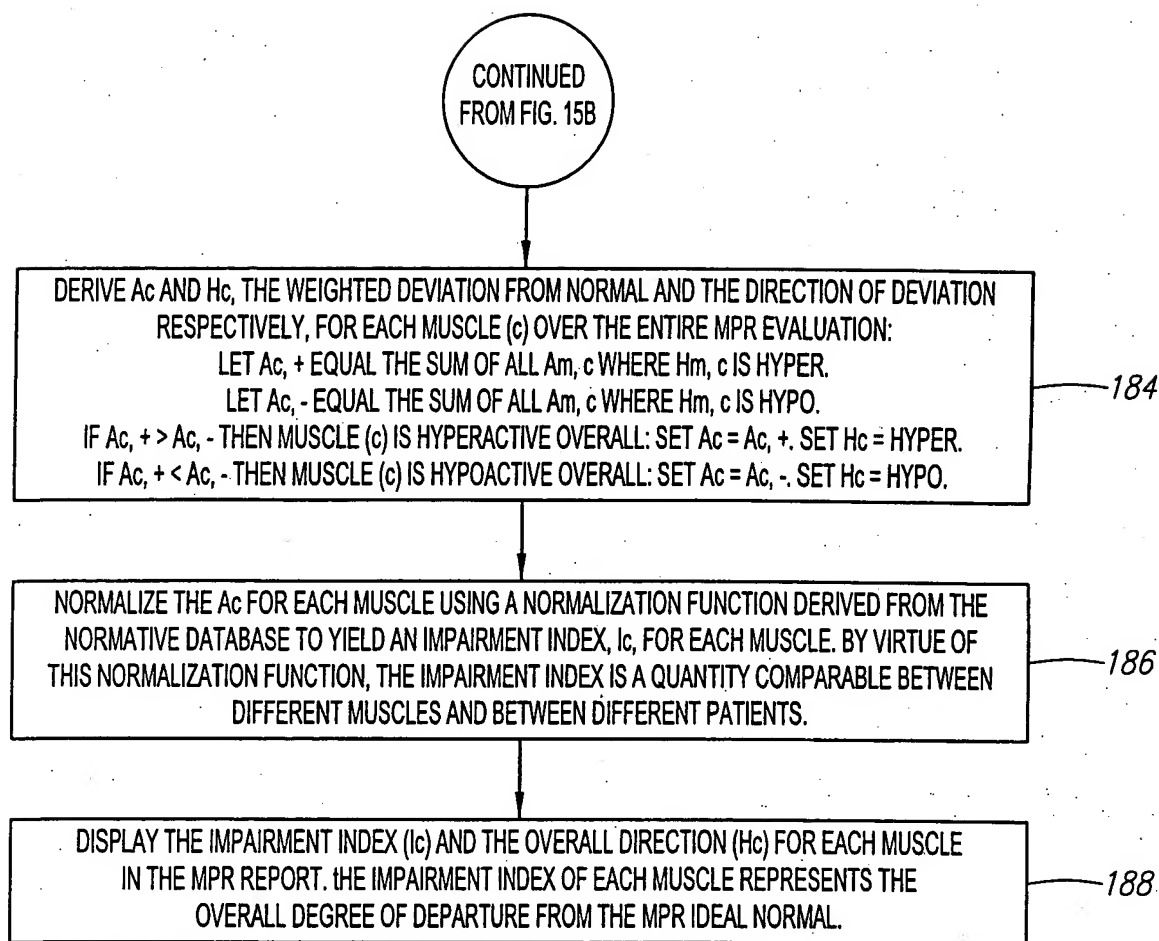 CONTINUED
FROM FIG. 15B
DERIVE Ac AND Hc, THE WEIGHTED DEVIATION FROM NORMAL AND THE DIRECTION OF DEVIATION
RESPECTIVELY, FOR EACH MUSCLE (c) OVER THE ENTIRE MPR EVALUATION:
LET Ac, + EQUAL THE SUM OF ALL Am, c WHERE Hm, c IS HYPER.
LET Ac, - EQUAL THE SUM OF ALL Am, c WHERE Hm, c IS HYPO.
IF Ac, + > Ac, - THEN MUSCLE (c) IS HYPERACTIVE OVERALL: SET Ac = Ac, +. SET Hc = HYPER.
IF Ac, + < Ac, - THEN MUSCLE (c) IS HYPOACTIVE OVERALL: SET Ac = Ac, -. SET Hc = HYPO.
184
NORMALIZE THE Ac FOR EACH MUSCLE USING A NORMALIZATION FUNCTION DERIVED FROM THE
NORMATIVE DATABASE TO YIELD AN IMPAIRMENT INDEX, Ic, FOR EACH MUSCLE. BY VIRTUE OF
THIS NORMALIZATION FUNCTION, THE IMPAIRMENT INDEX IS A QUANTITY COMPARABLE BETWEEN
DIFFERENT MUSCLES AND BETWEEN DIFFERENT PATIENTS.
186
DISPLAY THE IMPAIRMENT INDEX (Ic) AND THE OVERALL DIRECTION (Hc) FOR EACH MUSCLE
IN THE MPR REPORT. tHE IMPAIRMENT INDEX OF EACH MUSCLE REPRESENTS THE
OVERALL DEGREE OF DEPARTURE FROM THE MPR IDEAL NORMAL.
188